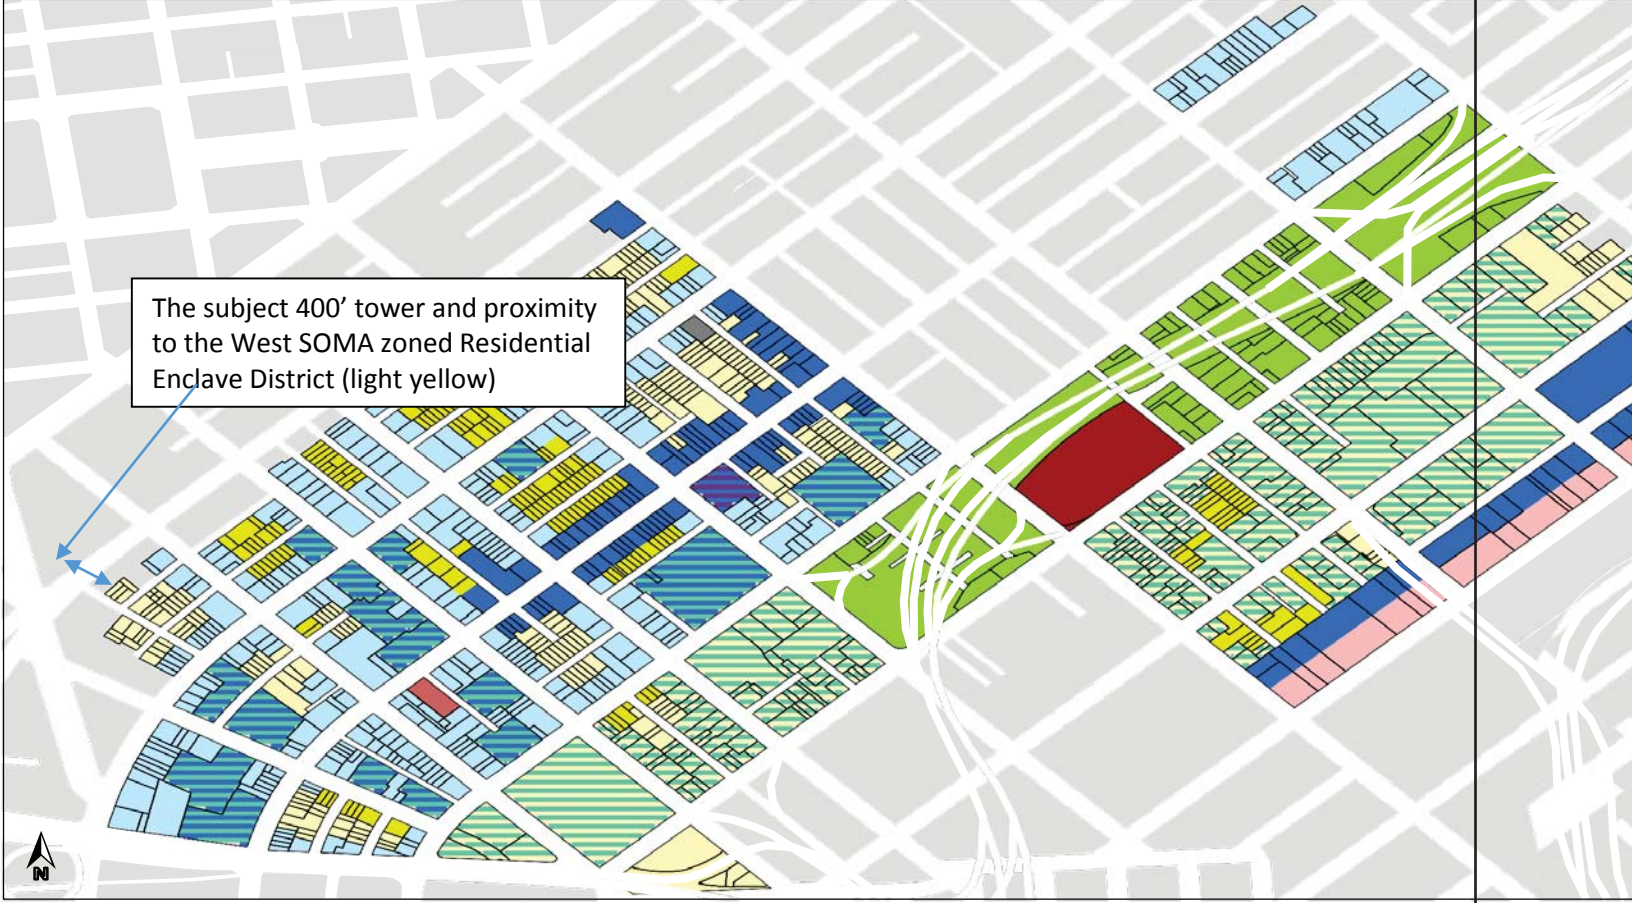 The subject 400’ tower and proximity
to the West SOMA zoned Residential
Enclave District (light yellow)
N